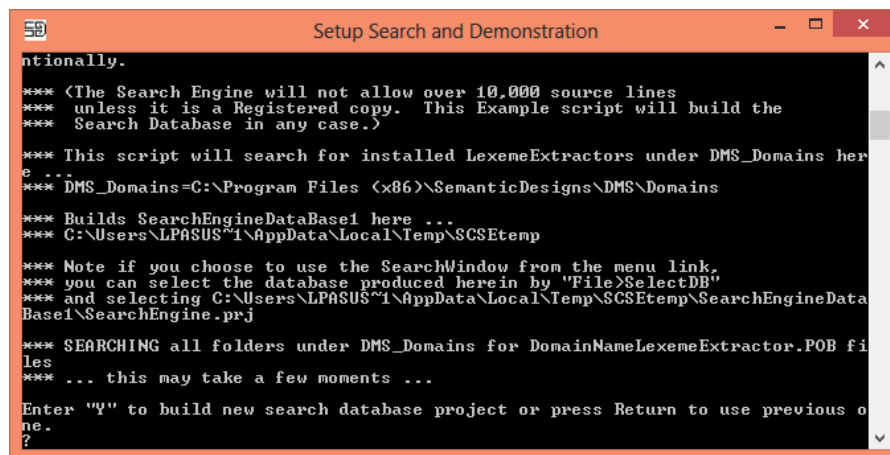 SD
Setup Search and Demonstration
ntionally.
*** (The Search Engine will not allow over 10,000 source lines
***  unless it is a Registered copy.  This Example script will build the
***  Search Database in any case.)
*** This script will search for installed LexemeExtractors under DMS_Domains her
e ...
*** DMS_Domains=C:\Program Files (x86)\SemanticDesigns\DMS\Domains
*** Builds SearchEngineDataBase1 here ...
*** C:\Users\LPASUS~1\AppData\Local\Temp\SCSEtemp
*** Note if you choose to use the SearchWindow from the menu link,
*** you can select the database produced herein by "File>SelectDB"
*** and selecting C:\Users\LPASUS~1\AppData\Local\Temp\SCSEtemp\SearchEngineData
Base1\SearchEngine.prj
*** SEARCHING all folders under DMS_Domains for DomainNameLexemeExtractor.POB fi
les
*** ... this may take a few moments ...
Enter "Y" to build new search database project or press Return to use previous o
ne.
?